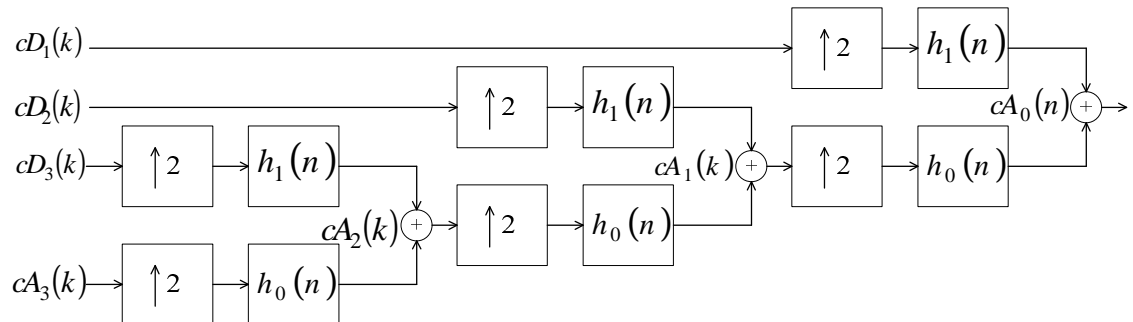 cD₁(k)
↑2
h₁(n)
cD₂(k)
↑2
h₁(n)
cA₀(n)
+
cD₃(k)
↑2
h₁(n)
cA₁(k)
+
↑2
h₀(n)
cA₂(k)
+
↑2
h₀(n)
cA₃(k)
↑2
h₀(n)